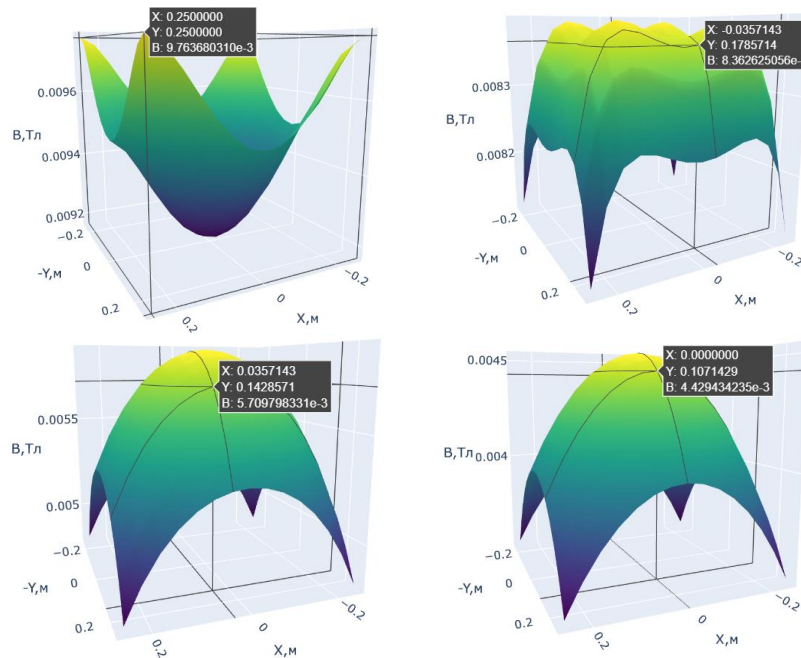 X: 0.2500000
Y: 0.2500000
B: 9.763680310e-3
0.0096
B,Тл
0.0094
0.0092
−0.2
-Y,м
0
0.2
0.2
0
X,м
−0.2
X: -0.0357143
Y: 0.1785714
B: 8.362625056e-
0.0083
B,Тл
0.0082
−0.2
-Y,м
0
0.2
0.2
0
X,м
−0.2
X: 0.0357143
Y: 0.1428571
B: 5.709798331e-3
0.0055
B,Тл
0.005
−0.2
-Y,м
0
0.2
0.2
0
X,м
−0.2
X: 0.0000000
Y: 0.1071429
B: 4.429434235e-3
0.0045
B,Тл
0.004
−0.2
-Y,м
0
0.2
0.2
0
X,м
−0.2